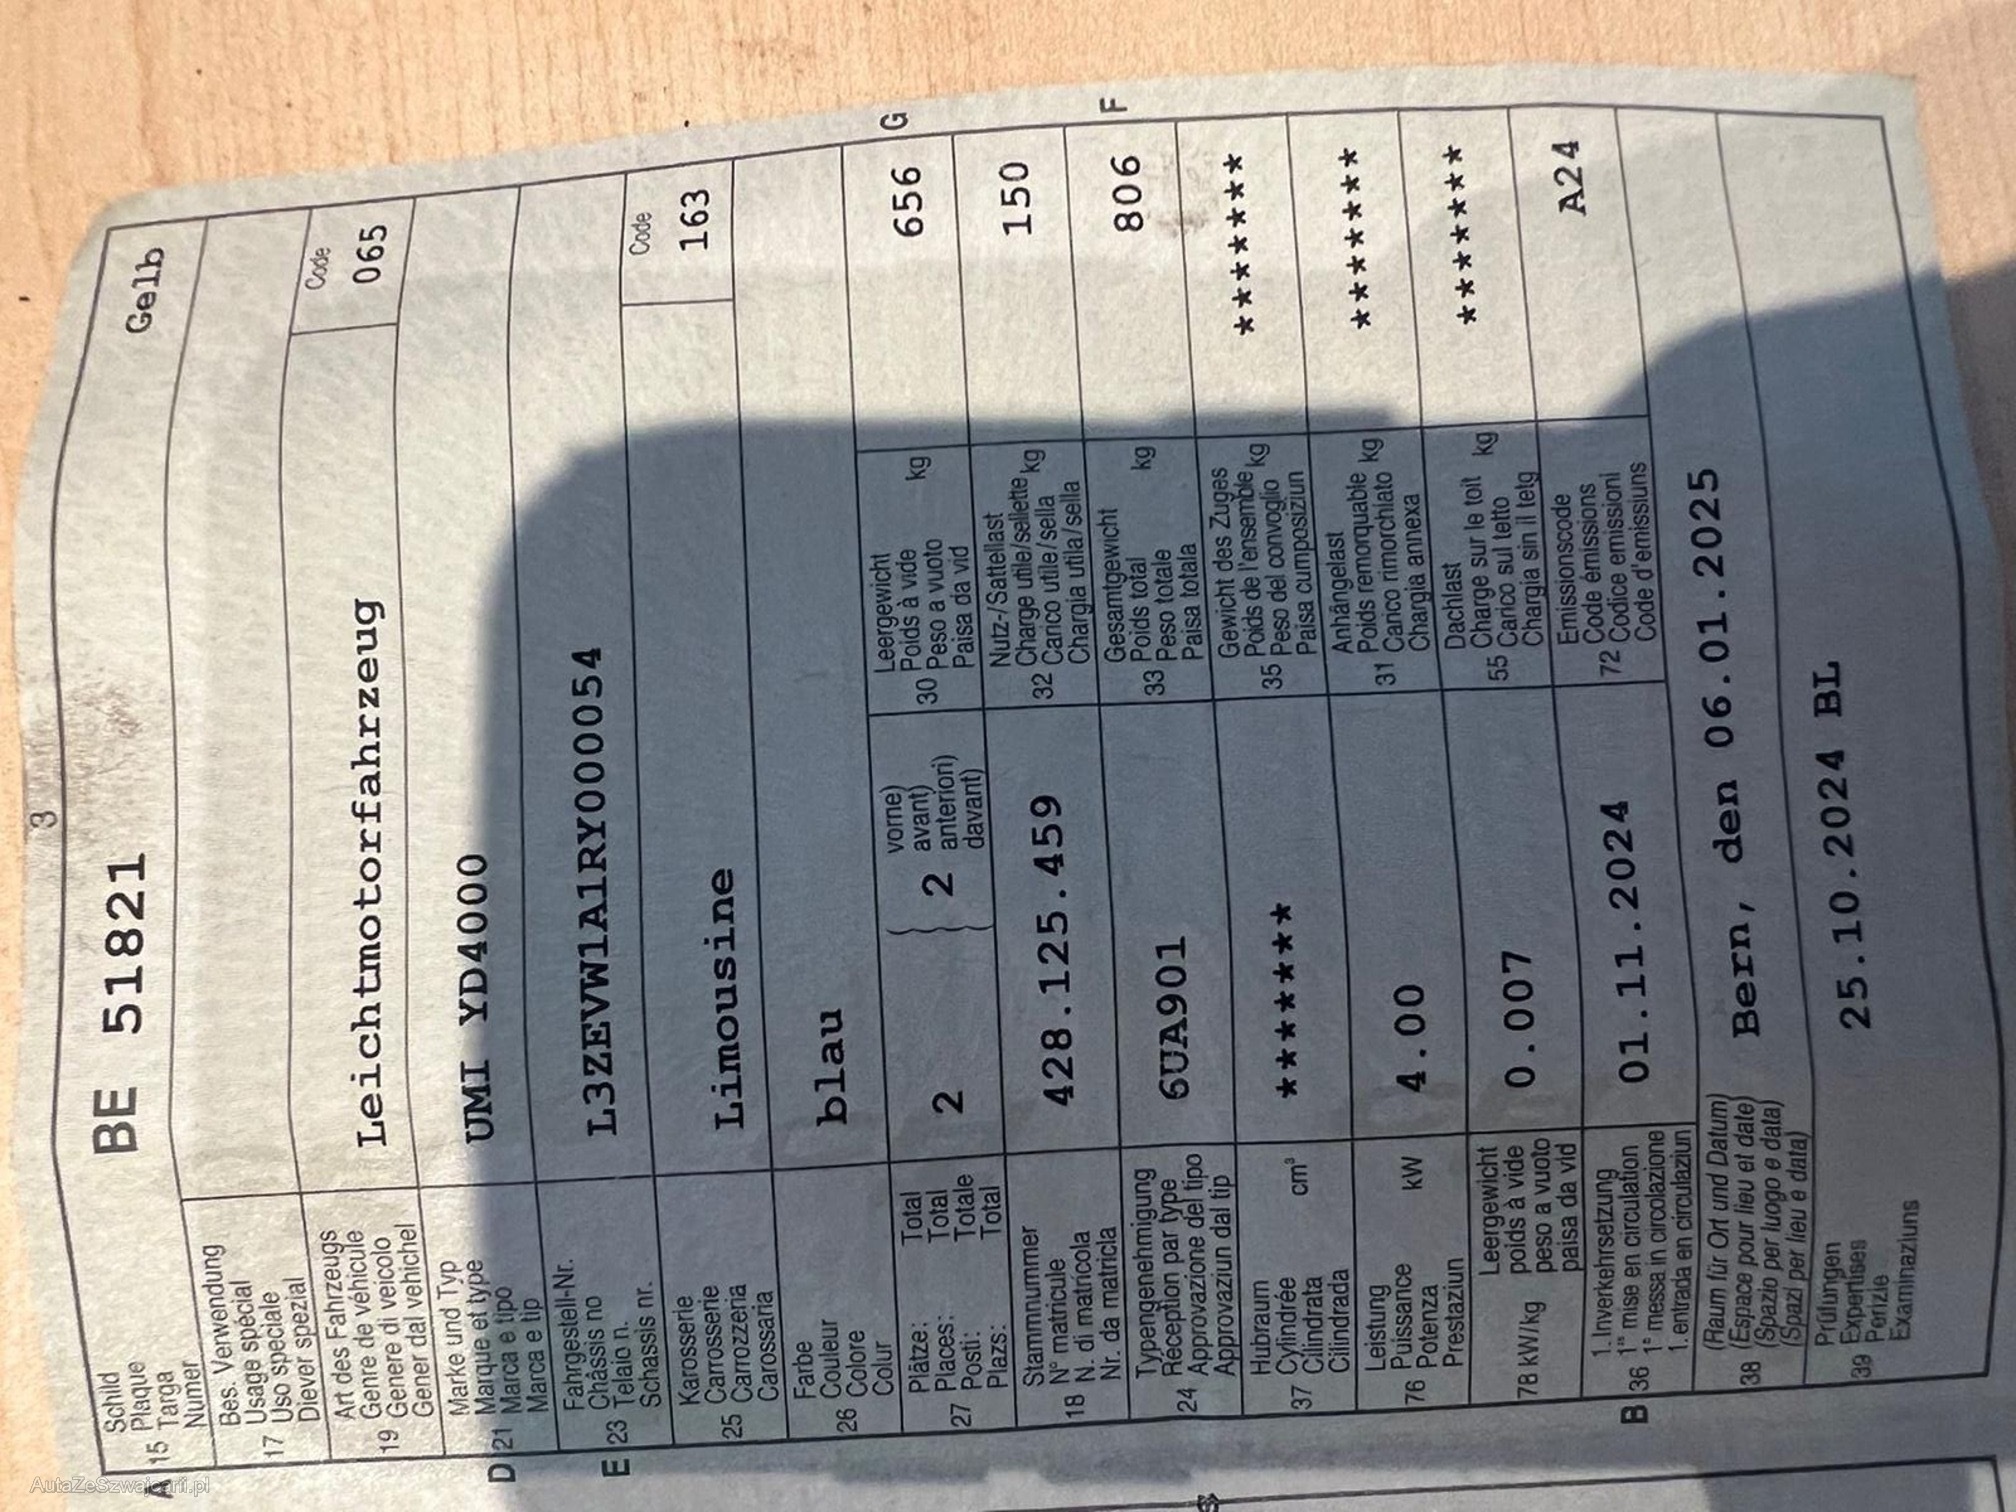 3
Schild
Plaque
A 15 Targa
Numer
BE 51821 Gelb
Bes. Verwendung
Usage spécial
17 Uso speciale
Diever spezial
Art des Fahrzeugs
Genre de véhicule
19 Genere di veicolo
Gener dal vehichel
Leichtmotorfahrzeug
Code
065
Marke und Typ
Marque et type
D 21 Marca e tipo
Marca e tip
UMI YD4000
Fahrgestell-Nr.
Châssis no
E 23 Telaio n.
Schassis nr.
L3ZEVW1A1RY000054
Karosserie
Carrosserie
25 Carrozzeria
Carossaria
Limousine
Code
163
Farbe
Couleur
26 Colore
Colur
blau
Plätze: Total
Places: Total
27 Posti: Totale
Plazs: Total
2
2
vorne)
avant)
anteriori)
davant)
Leergewicht
Poids à vide
30 Peso a vuoto kg
Paisa da vid
656 G
Stammnummer
N° matricule
18 N. di matricola
Nr. da matricla
428.125.459
Nutz-/Sattellast
Charge utile/sellette
32 Carico utile/sella kg
Chargia utila/sella
150
Typengenehmigung
Réception par type
24 Approvazione del tipo
Approvaziun dal tip
6UA901
Gesamtgewicht
Poids total
33 Peso totale kg
Paisa totala
806 F
Hubraum
37 Cylindrée cm³
Cilindrata
Cilindrada
*******
Gewicht des Zuges
Poids de l'ensemble
35 Peso del convoglio kg
Paisa cumposiziun
*******
Leistung
76 Puissance kW
Potenza
Prestaziun
4.00
Anhängelast
Poids remorquable
31 Carico rimorchiato kg
Chargia annexa
*******
Leergewicht
poids à vide
78 kW/kg peso a vuoto
paisa da vid
0.007
Dachlast
Charge sur le toit
55 Carico sul tetto kg
Chargia sin il tetg
*******
1. Inverkehrsetzung
B 36 1re mise en circulation
1a messa in circolazione
1. entrada en circulaziun
01.11.2024
Emissionscode
Code émissions
72 Codice emissioni
Code d'emissiuns
A24
(Raum für Ort und Datum)
38 (Espace pour lieu et date)
(Spazio per luogo e data)
(Spazi per lieu e data)
Bern, den 06.01.2025
Prüfungen
39 Expertises
Perizie
Examinaziuns
25.10.2024 BL
AutaZeSzwajcarii.pl